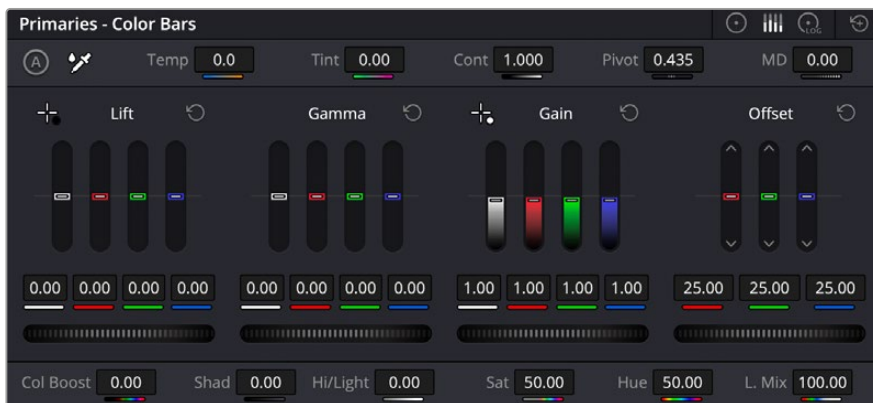 Primaries - Color Bars
LOG
A Temp 0.0 Tint 0.00 Cont 1.000 Pivot 0.435 MD 0.00
Lift Gamma Gain Offset
0.00 0.00 0.00 0.00 0.00 0.00 0.00 0.00 1.00 1.00 1.00 1.00 25.00 25.00 25.00
Col Boost 0.00 Shad 0.00 Hi/Light 0.00 Sat 50.00 Hue 50.00 L. Mix 100.00